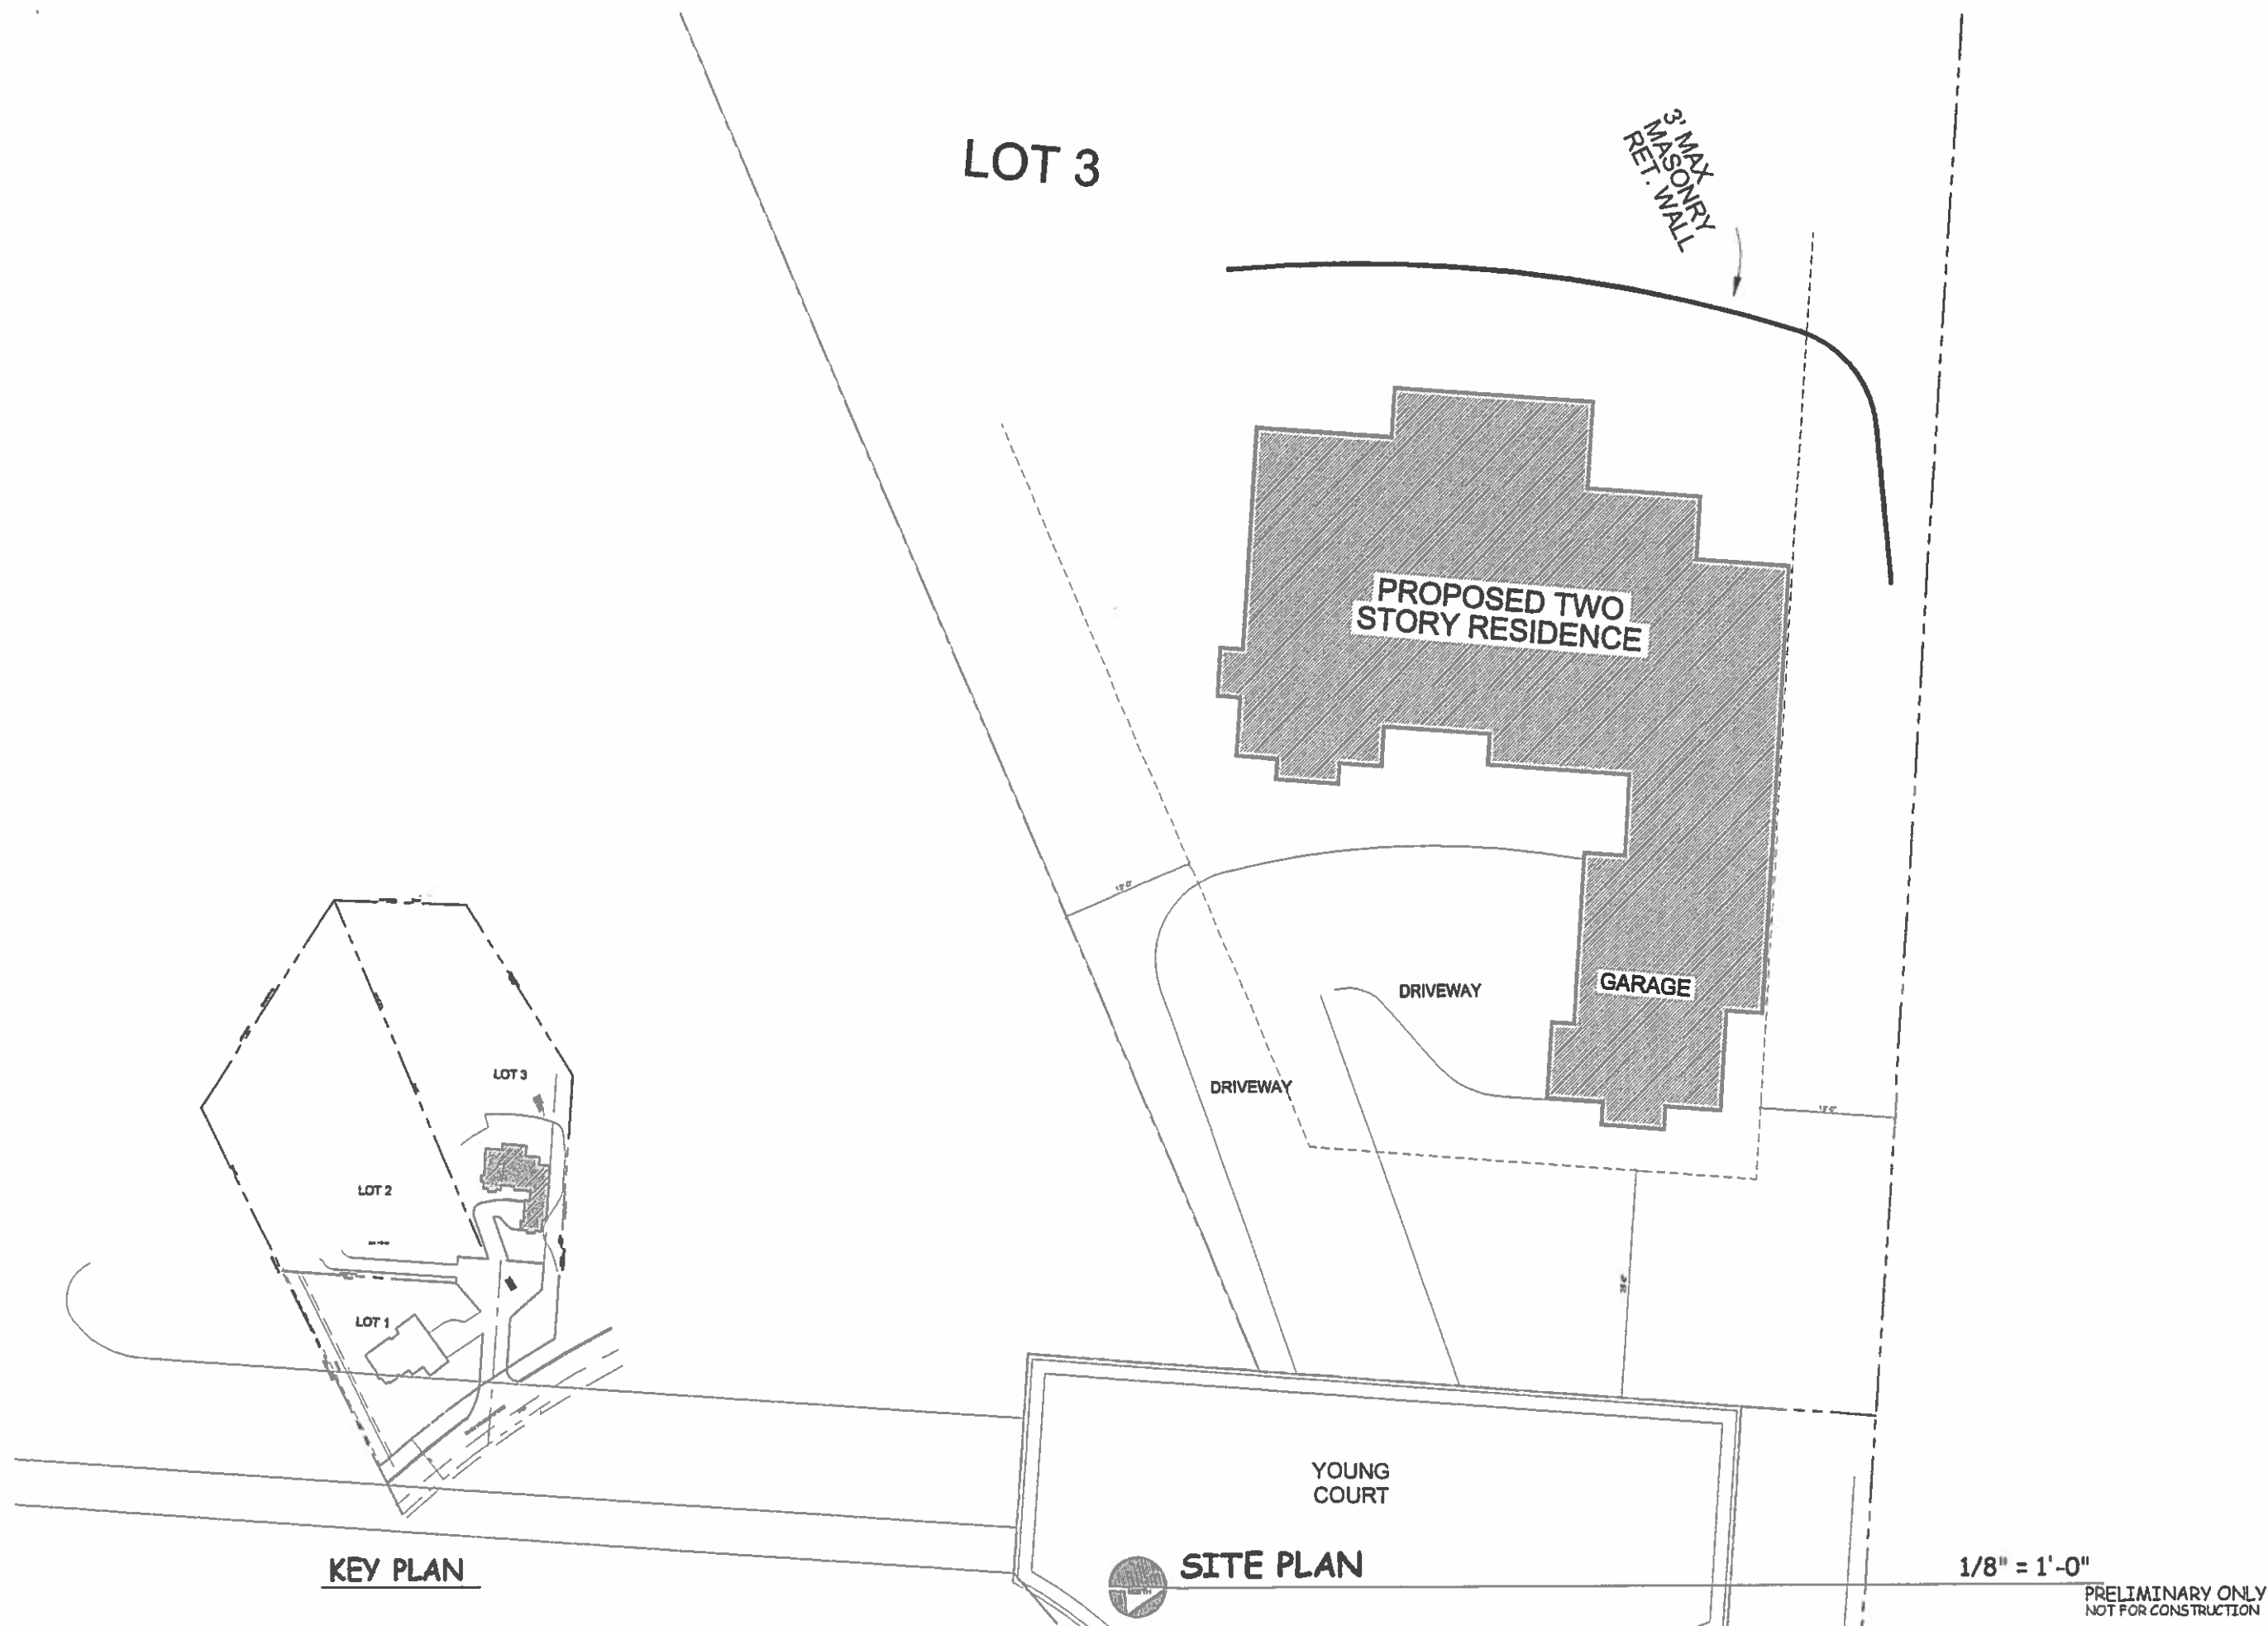 LOT 3
3' MAX
MASONRY
RET. WALL
PROPOSED TWO
STORY RESIDENCE
GARAGE
DRIVEWAY
DRIVEWAY
LOT 3
LOT 2
LOT 1
YOUNG
COURT
KEY PLAN
NORTH
SITE PLAN
1/8" = 1'-0"
PRELIMINARY ONLY
NOT FOR CONSTRUCTION